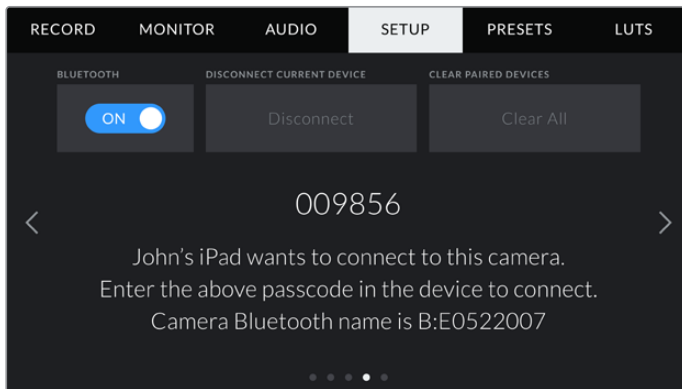 RECORD MONITOR AUDIO SETUP PRESETS LUTS
BLUETOOTH DISCONNECT CURRENT DEVICE CLEAR PAIRED DEVICES
ON Disconnect Clear All
009856
John's iPad wants to connect to this camera.
Enter the above passcode in the device to connect.
Camera Bluetooth name is B:E0522007